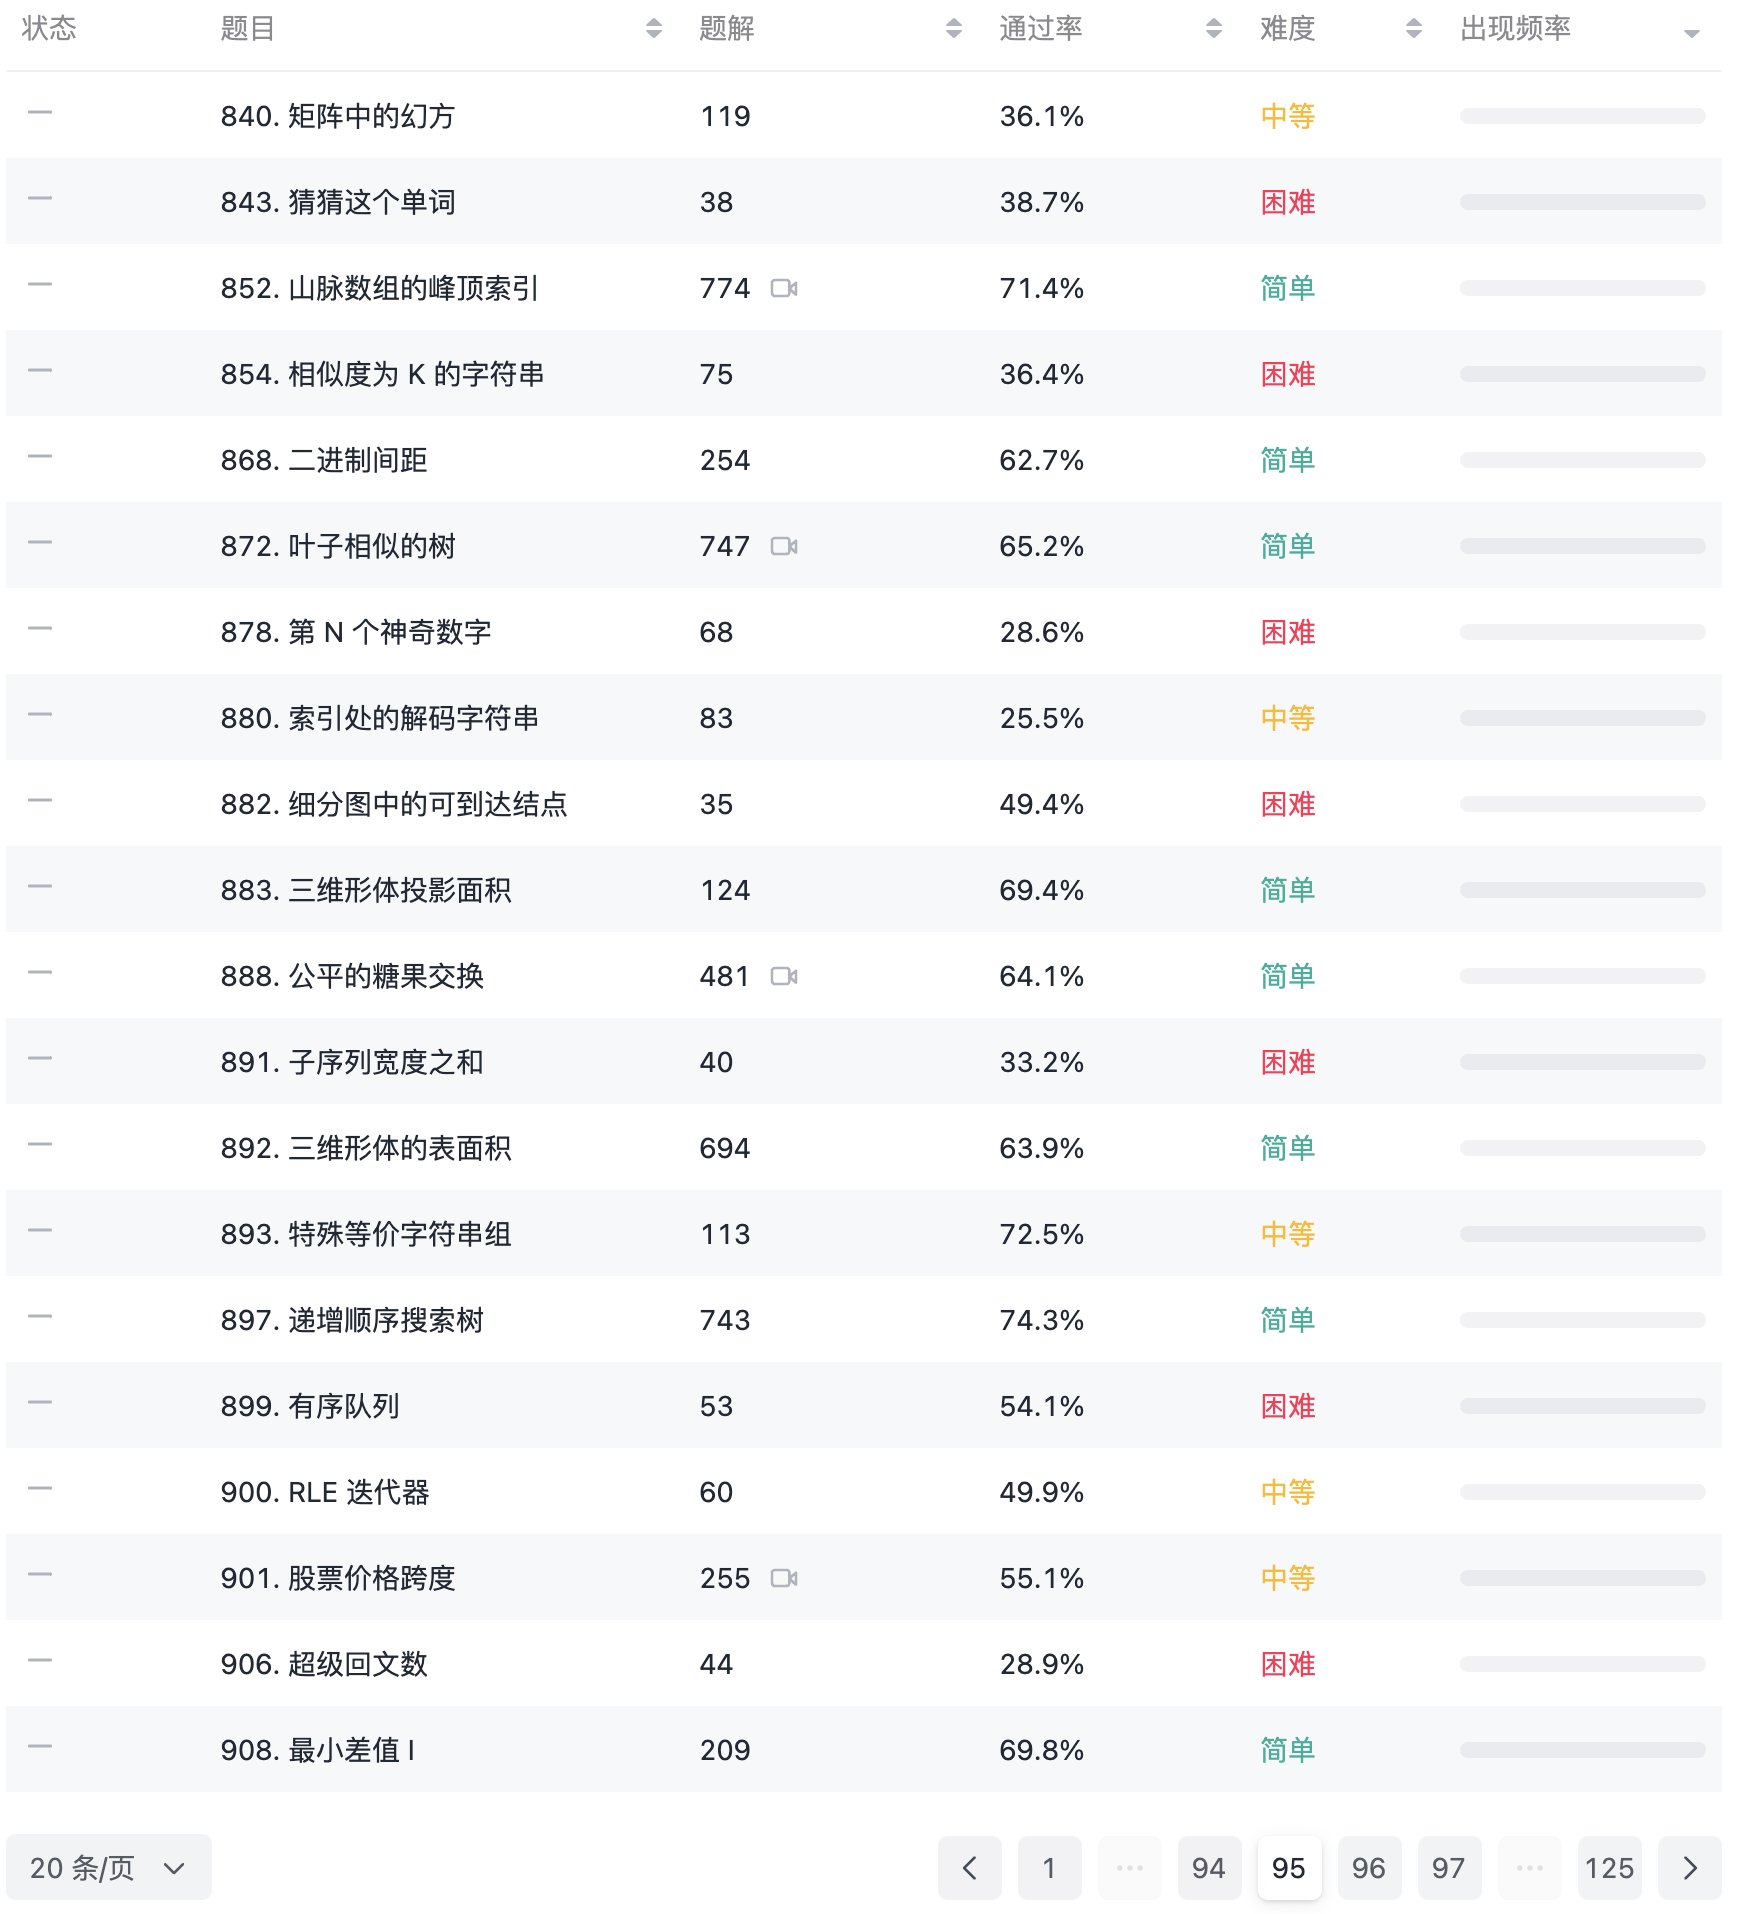 状态 题目 题解 通过率 难度 出现频率
840. 矩阵中的幻方 119 36.1% 中等
843. 猜猜这个单词 38 38.7% 困难
852. 山脉数组的峰顶索引 774 71.4% 简单
854. 相似度为 K 的字符串 75 36.4% 困难
868. 二进制间距 254 62.7% 简单
872. 叶子相似的树 747 65.2% 简单
878. 第 N 个神奇数字 68 28.6% 困难
880. 索引处的解码字符串 83 25.5% 中等
882. 细分图中的可到达结点 35 49.4% 困难
883. 三维形体投影面积 124 69.4% 简单
888. 公平的糖果交换 481 64.1% 简单
891. 子序列宽度之和 40 33.2% 困难
892. 三维形体的表面积 694 63.9% 简单
893. 特殊等价字符串组 113 72.5% 中等
897. 递增顺序搜索树 743 74.3% 简单
899. 有序队列 53 54.1% 困难
900. RLE 迭代器 60 49.9% 中等
901. 股票价格跨度 255 55.1% 中等
906. 超级回文数 44 28.9% 困难
908. 最小差值 I 209 69.8% 简单
20 条/页 1 ··· 94 95 96 97 ··· 125